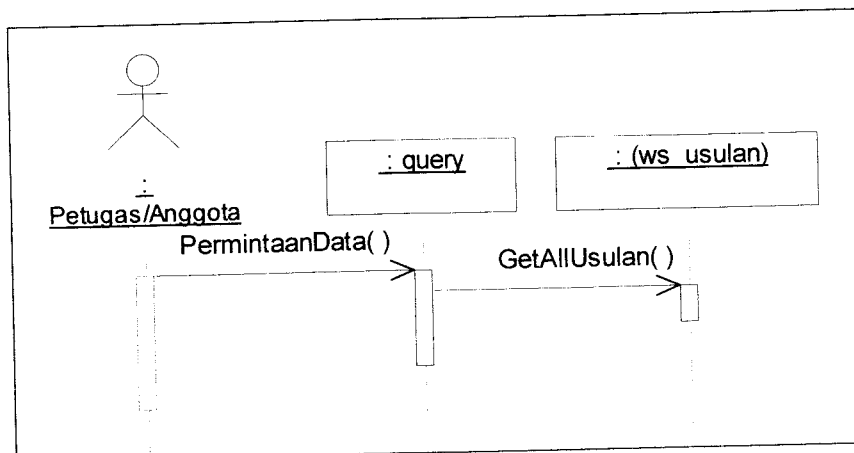 : query
: (ws_usulan)
:
Petugas/Anggota
PermintaanData( )
GetAllUsulan( )